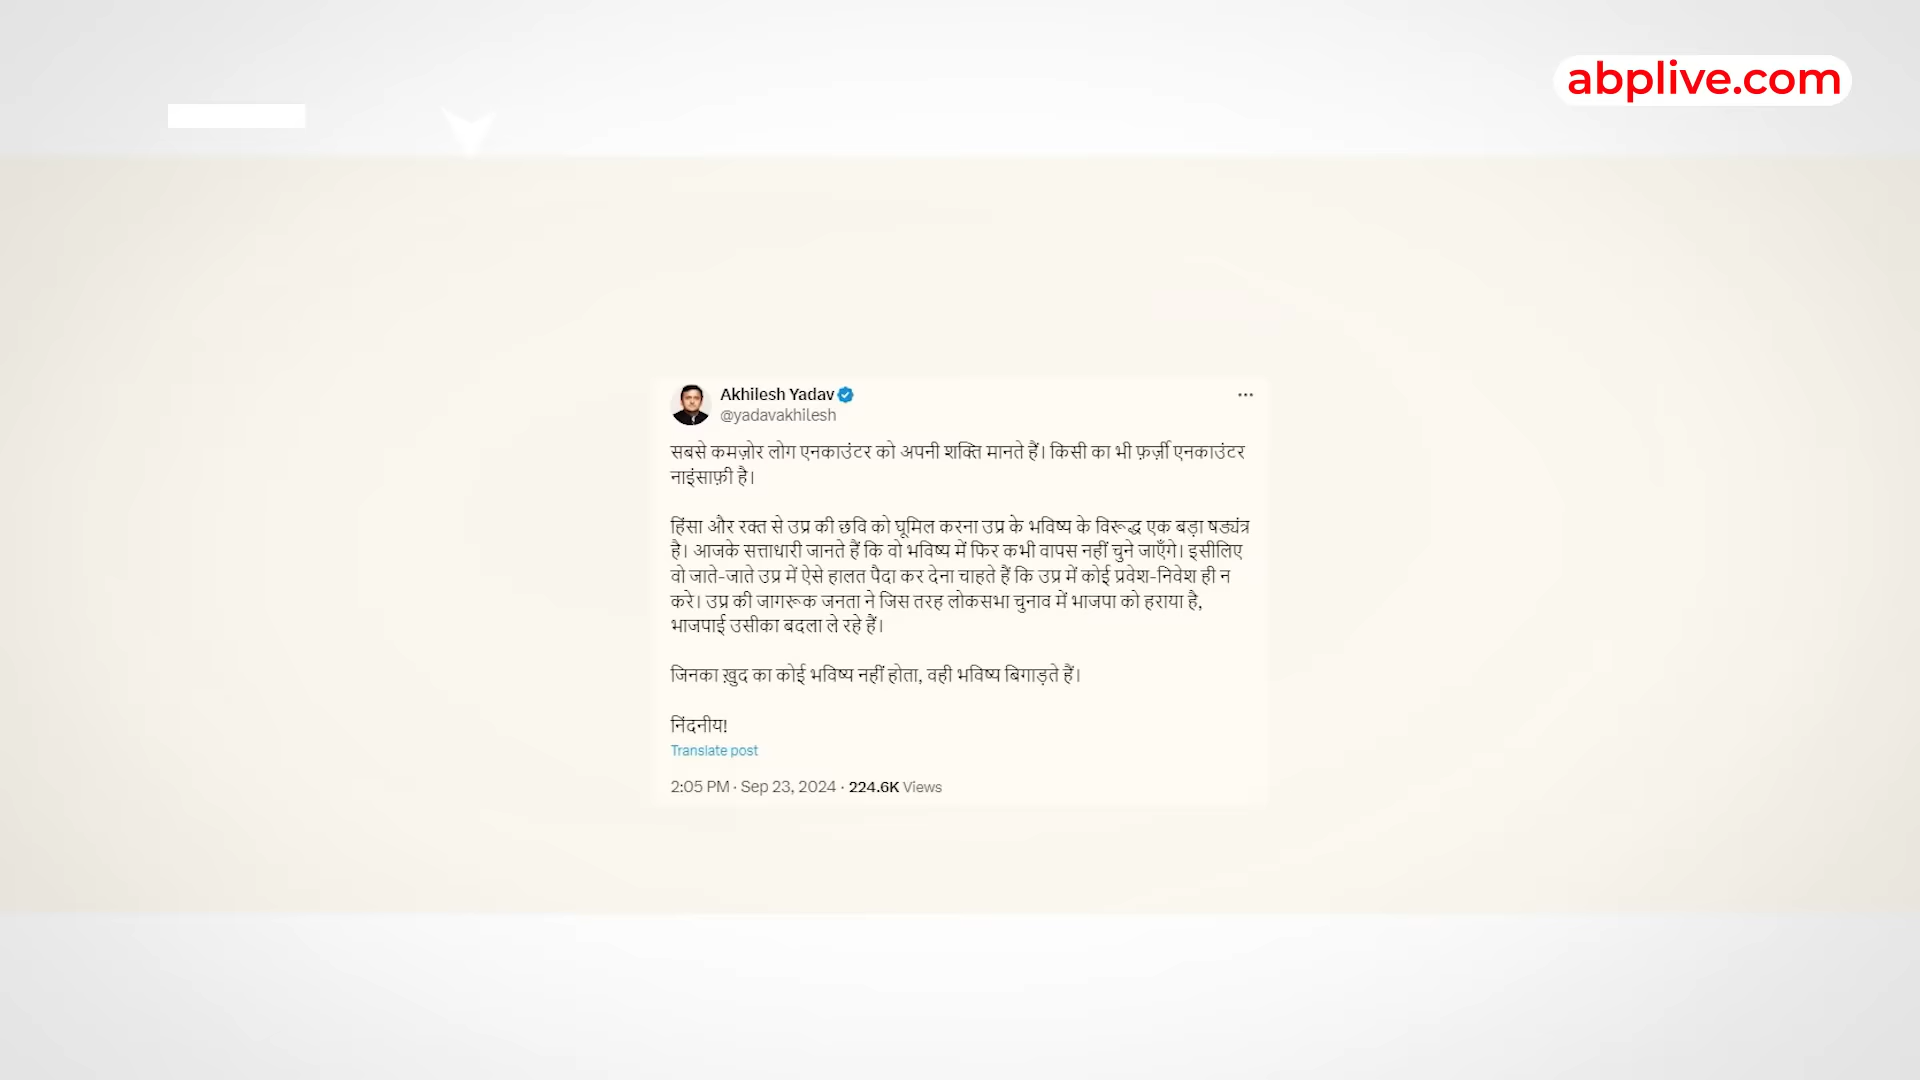 abplive.com
Akhilesh Yadav
@yadavakhilesh
सबसे कमज़ोर लोग एनकाउंटर को अपनी शक्ति मानते हैं। किसी का भी फ़र्ज़ी एनकाउंटर
नाइंसाफ़ी है।
हिंसा और रक्त से उप्र की छवि को धूमिल करना उप्र के भविष्य के विरूद्ध एक बड़ा षड्यंत्र
है। आजके सत्ताधारी जानते हैं कि वो भविष्य में फिर कभी वापस नहीं चुने जाएँगे। इसीलिए
वो जाते-जाते उप्र में ऐसे हालत पैदा कर देना चाहते हैं कि उप्र में कोई प्रवेश-निवेश ही न
करे। उप्र की जागरूक जनता ने जिस तरह लोकसभा चुनाव में भाजपा को हराया है,
भाजपाई उसीका बदला ले रहे हैं।
जिनका ख़ुद का कोई भविष्य नहीं होता, वही भविष्य बिगाड़ते हैं।
निंदनीय!
Translate post
2:05 PM · Sep 23, 2024 · 224.6K Views